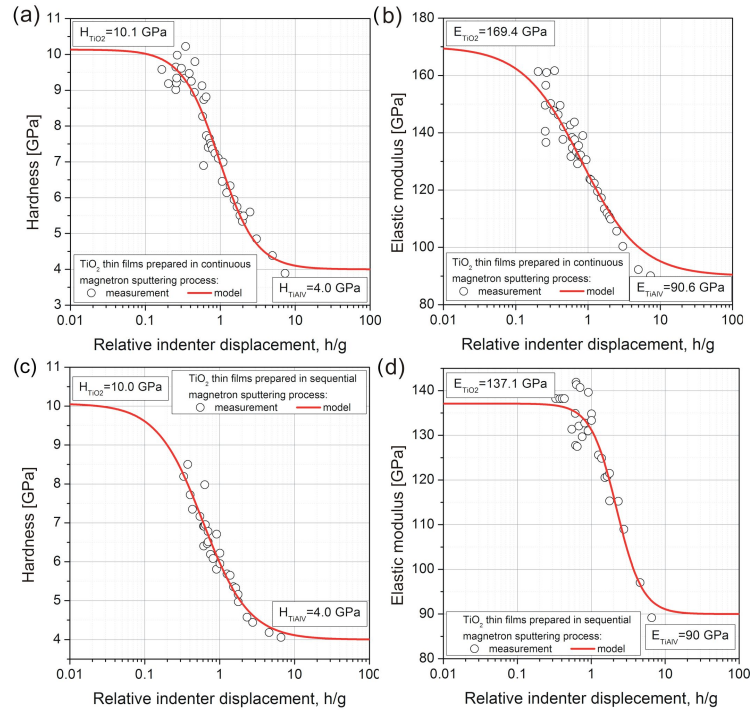 (a)
H_TiO2=10.1 GPa
Hardness [GPa]
11
10
9
8
7
6
5
4
3
TiO2 thin films prepared in continuous
magnetron sputtering process:
measurement model
H_TiAlV=4.0 GPa
0.01 0.1 1 10 100
Relative indenter displacement, h/g
(b)
E_TiO2=169.4 GPa
Elastic modulus [GPa]
180
160
140
120
100
80
TiO2 thin films prepared in continuous
magnetron sputtering process:
measurement model
E_TiAlV=90.6 GPa
0.01 0.1 1 10 100
Relative indenter displacement, h/g
(c)
H_TiO2=10.0 GPa
TiO2 thin films prepared in sequential
magnetron sputtering process:
measurement model
Hardness [GPa]
11
10
9
8
7
6
5
4
H_TiAlV=4.0 GPa
0.01 0.1 1 10 100
Relative indenter displacement, h/g
(d)
E_TiO2=137.1 GPa
Elastic modulus [GPa]
140
130
120
110
100
90
80
TiO2 thin films prepared in sequential
magnetron sputtering process:
measurement model
E_TiAlV=90 GPa
0.01 0.1 1 10 100
Relative indenter displecement, h/g